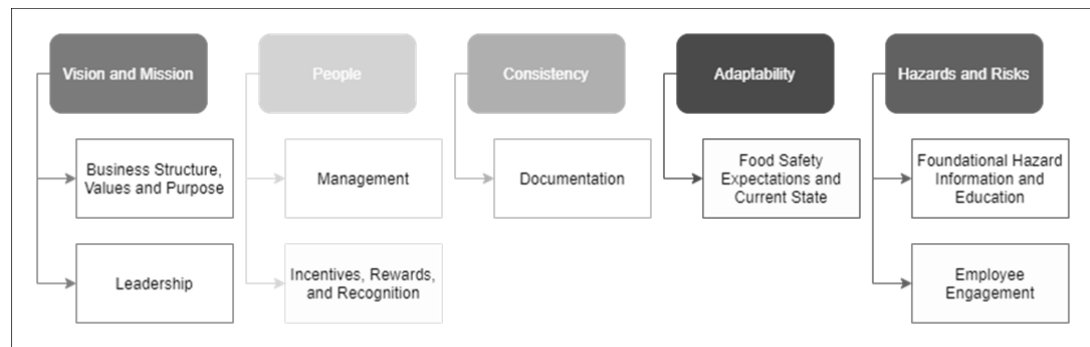 Vision and Mission
People
Consistency
Adaptability
Hazards and Risks
Business Structure,
Values and Purpose
Management
Documentation
Food Safety
Expectations and
Current State
Foundational Hazard
Information and
Education
Leadership
Incentives, Rewards,
and Recognition
Employee
Engagement